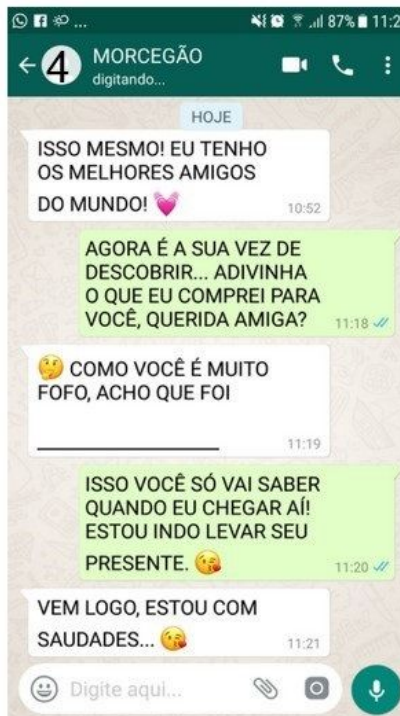 ... 87% 11:2
4 MORCEGÃO
digitando...
HOJE
ISSO MESMO! EU TENHO
OS MELHORES AMIGOS
DO MUNDO! 💓 10:52
AGORA É A SUA VEZ DE
DESCOBRIR... ADIVINHA
O QUE EU COMPREI PARA
VOCÊ, QUERIDA AMIGA? 11:18
🤔 COMO VOCÊ É MUITO
FOFO, ACHO QUE FOI
____________________ 11:19
ISSO VOCÊ SÓ VAI SABER
QUANDO EU CHEGAR AÍ!
ESTOU INDO LEVAR SEU
PRESENTE. 😘 11:20
VEM LOGO, ESTOU COM
SAUDADES... 😘 11:21
Digite aqui...